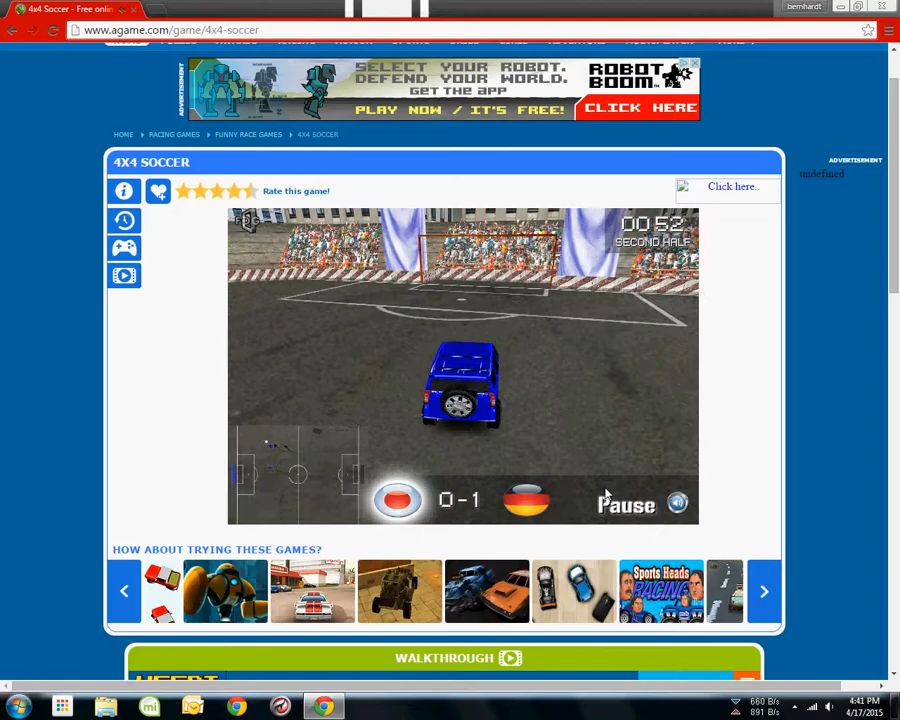 4x4 Soccer - Free onlin
bernhardt
www.agame.com/game/4x4-soccer
ADVERTISEMENT
SELECT YOUR ROBOT.
DEFEND YOUR WORLD.
GET THE APP
PLAY NOW / IT'S FREE!
ROBOT
BOOM
CLICK HERE
HOME
RACING GAMES
FUNNY RACE GAMES
4X4 SOCCER
4X4 SOCCER
ADVERTISEMENT
undefined
Rate this game!
Click here..
00:52
SECOND HALF
0-1
Pause
HOW ABOUT TRYING THESE GAMES?
Sports Heads
RACING
WALKTHROUGH
mi
660 B/s
891 B/s
4:41 PM
4/17/2015